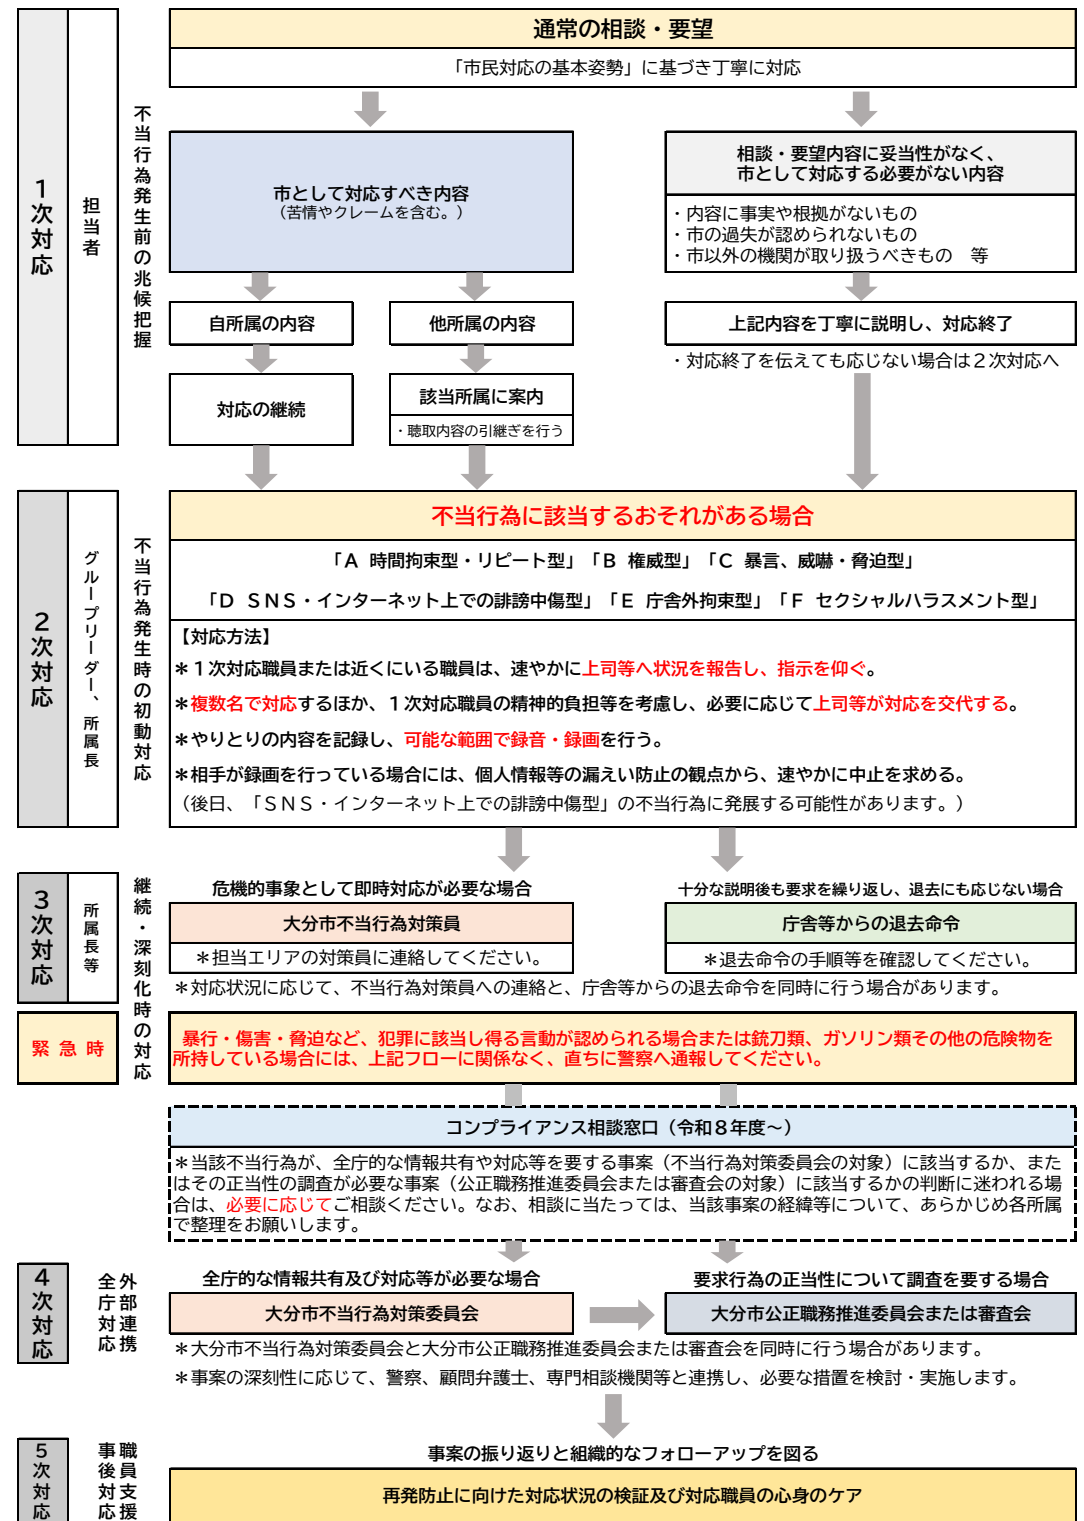 1次対応
担当者
不当行為発生前の兆候把握
通常の相談・要望
「市民対応の基本姿勢」に基づき丁寧に対応
市として対応すべき内容
（苦情やクレームを含む。）
相談・要望内容に妥当性がなく、
市として対応する必要がない内容
・内容に事実や根拠がないもの
・市の過失が認められないもの
・市以外の機関が取り扱うべきもの　等
自所属の内容
他所属の内容
上記内容を丁寧に説明し、対応終了
・対応終了を伝えても応じない場合は２次対応へ
対応の継続
該当所属に案内
・聴取内容の引継ぎを行う
2次対応
グループリーダー、所属長
不当行為発生時の初動対応
不当行為に該当するおそれがある場合
「Ａ 時間拘束型・リピート型」「Ｂ 権威型」「Ｃ 暴言、威嚇・脅迫型」
「Ｄ ＳＮＳ・インターネット上での誹謗中傷型」「Ｅ 庁舎外拘束型」「Ｆ セクシャルハラスメント型」
【対応方法】
＊１次対応職員または近くにいる職員は、速やかに上司等へ状況を報告し、指示を仰ぐ。
＊複数名で対応するほか、１次対応職員の精神的負担等を考慮し、必要に応じて上司等が対応を交代する。
＊やりとりの内容を記録し、可能な範囲で録音・録画を行う。
＊相手が録画を行っている場合には、個人情報等の漏えい防止の観点から、速やかに中止を求める。
（後日、「ＳＮＳ・インターネット上での誹謗中傷型」の不当行為に発展する可能性があります。）
3次対応
所属長等
継続・深刻化時の対応
危機的事象として即時対応が必要な場合
大分市不当行為対策員
＊担当エリアの対策員に連絡してください。
十分な説明後も要求を繰り返し、退去にも応じない場合
庁舎等からの退去命令
＊退去命令の手順等を確認してください。
＊対応状況に応じて、不当行為対策員への連絡と、庁舎等からの退去命令を同時に行う場合があります。
緊急時
暴行・傷害・脅迫など、犯罪に該当し得る言動が認められる場合または銃刀類、ガソリン類その他の危険物を
所持している場合には、上記フローに関係なく、直ちに警察へ通報してください。
コンプライアンス相談窓口（令和８年度～）
＊当該不当行為が、全庁的な情報共有や対応等を要する事案（不当行為対策委員会の対象）に該当するか、また
はその正当性の調査が必要な事案（公正職務推進委員会または審査会の対象）に該当するかの判断に迷われる場
合は、必要に応じてご相談ください。なお、相談に当たっては、当該事案の経緯等について、あらかじめ各所属
で整理をお願いします。
4次対応
外部連携
全庁対応
全庁的な情報共有及び対応等が必要な場合
大分市不当行為対策委員会
要求行為の正当性について調査を要する場合
大分市公正職務推進委員会または審査会
＊大分市不当行為対策委員会と大分市公正職務推進委員会または審査会を同時に行う場合があります。
＊事案の深刻性に応じて、警察、顧問弁護士、専門相談機関等と連携し、必要な措置を検討・実施します。
5次対応
職員支援
事後対応
事案の振り返りと組織的なフォローアップを図る
再発防止に向けた対応状況の検証及び対応職員の心身のケア